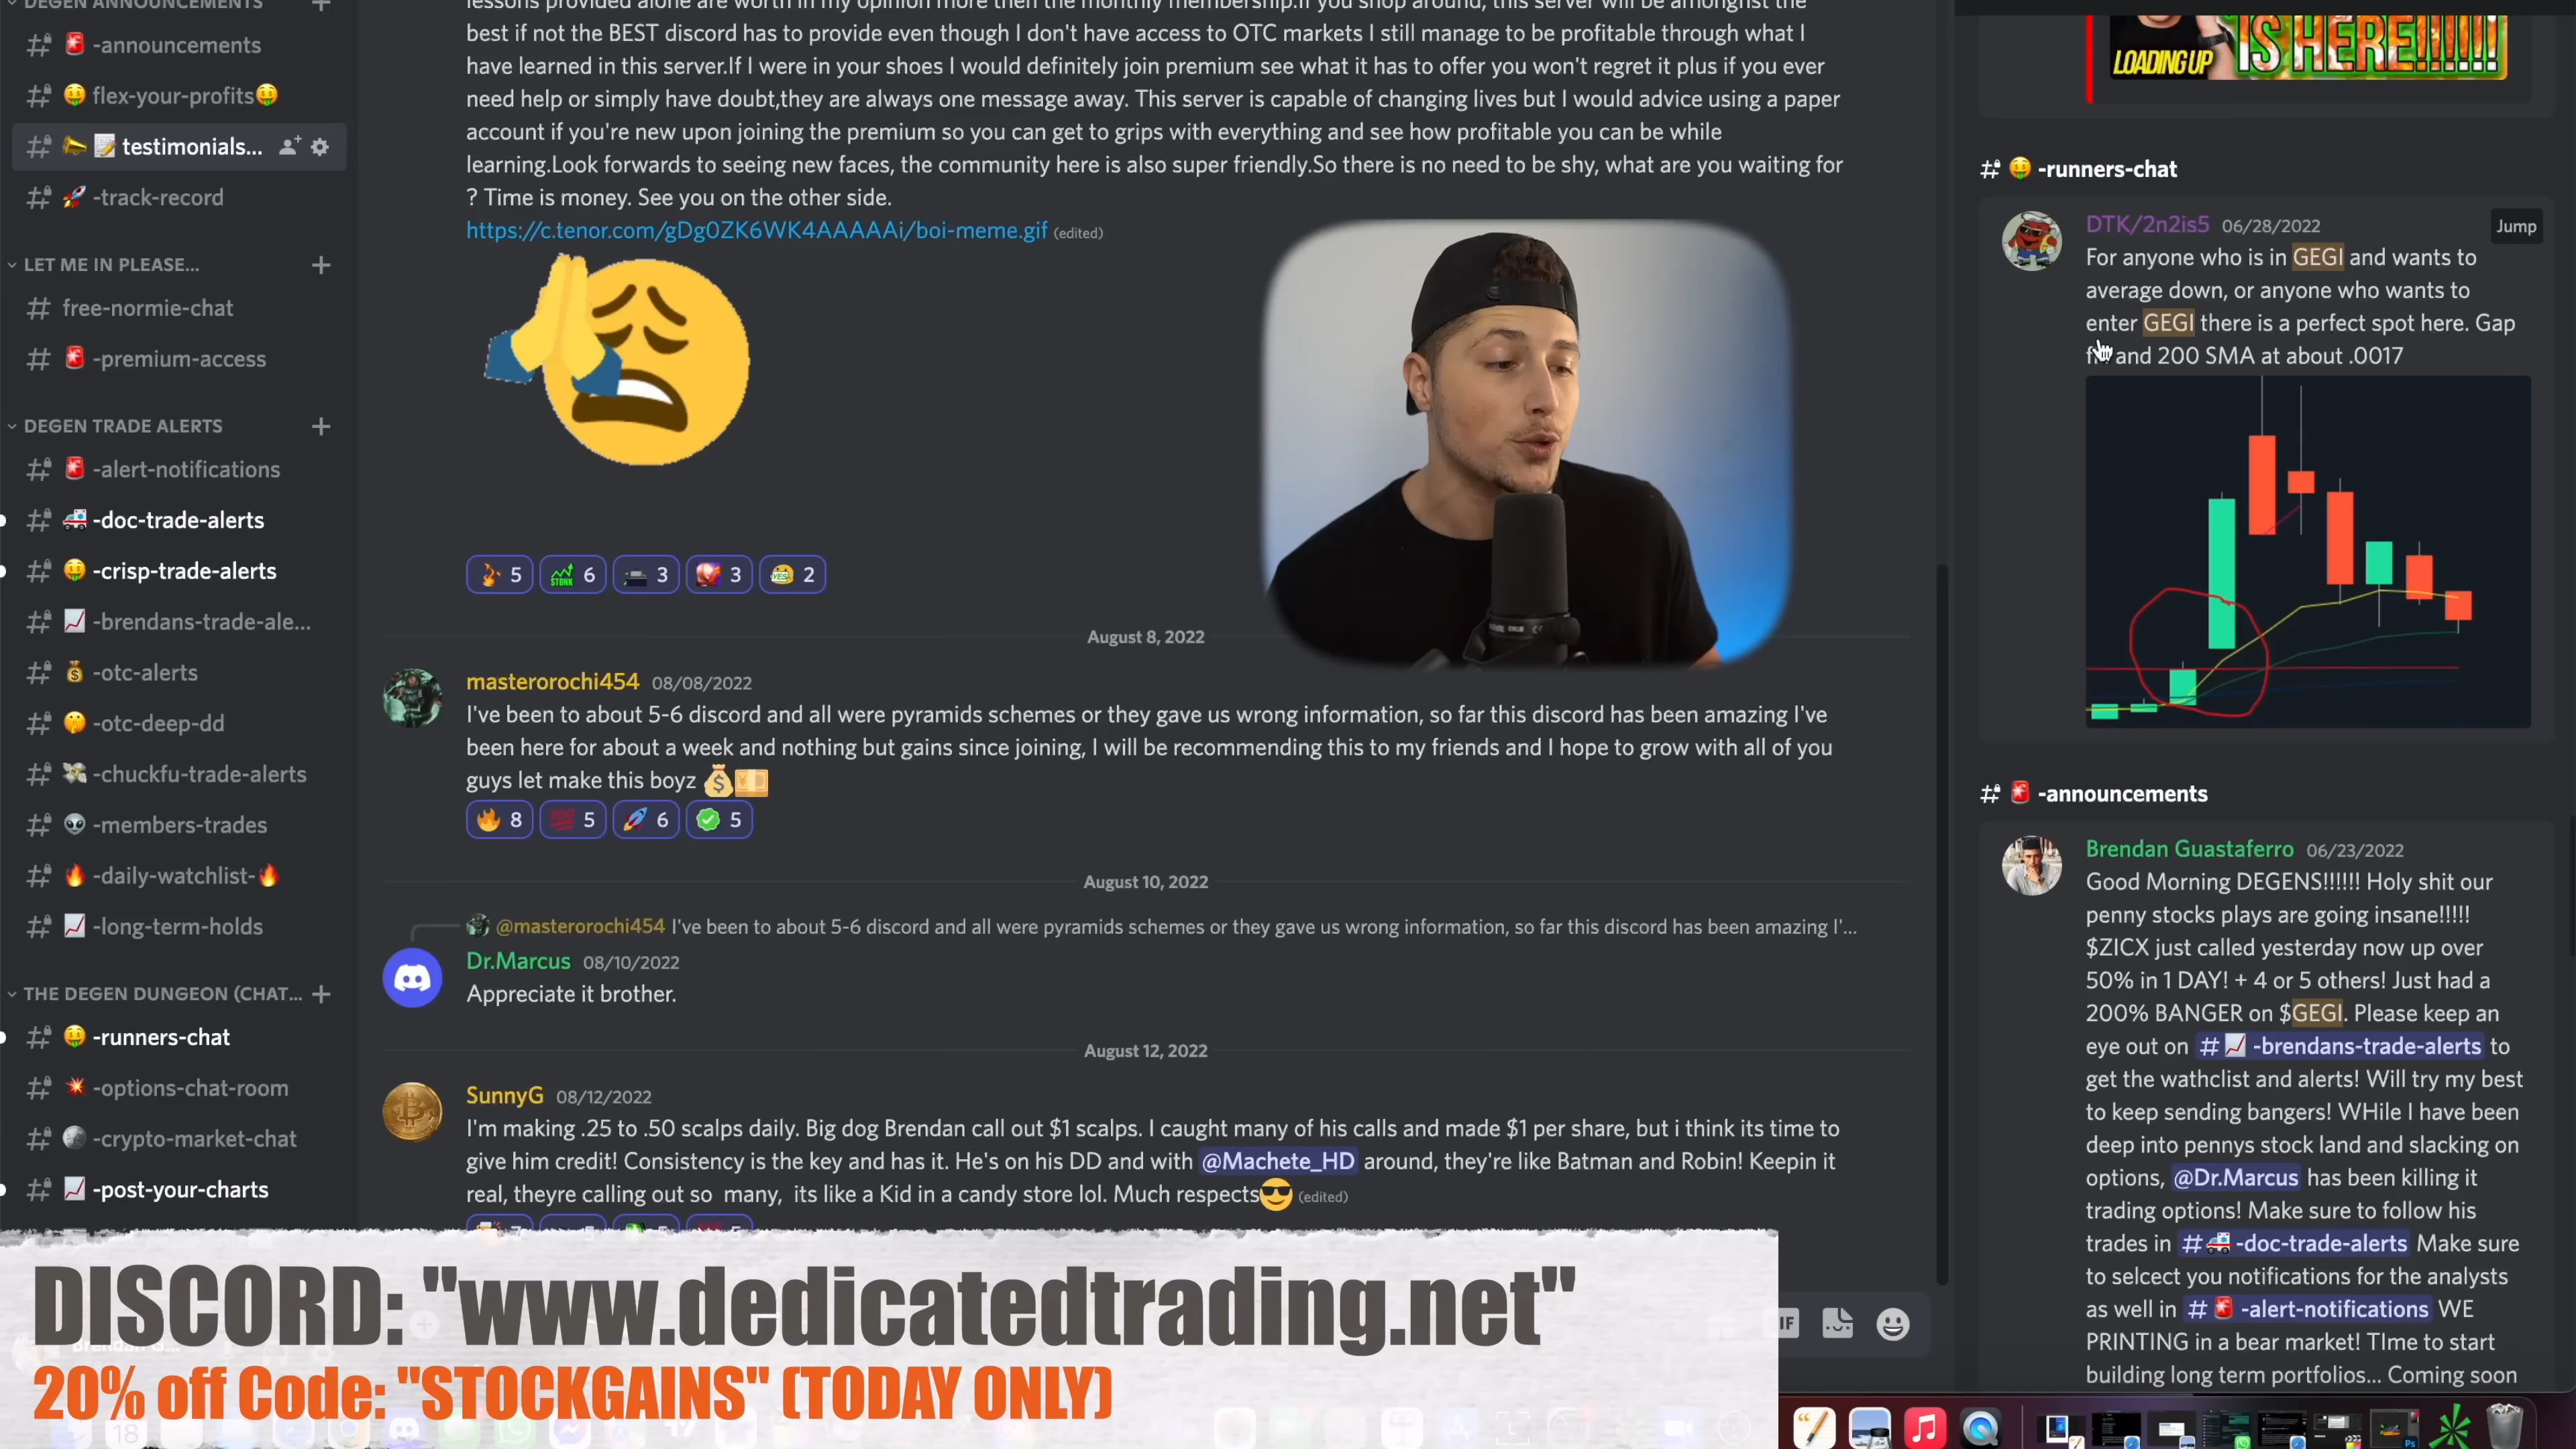 DEGEN ANNOUNCEMENTS
-announcements
flex-your-profits
testimonials...
-track-record
LET ME IN PLEASE...
free-normie-chat
-premium-access
DEGEN TRADE ALERTS
-alert-notifications
-doc-trade-alerts
-crisp-trade-alerts
-brendans-trade-ale...
-otc-alerts
-otc-deep-dd
-chuckfu-trade-alerts
-members-trades
-daily-watchlist-
-long-term-holds
THE DEGEN DUNGEON (CHAT...
-runners-chat
-options-chat-room
-crypto-market-chat
-post-your-charts
lessons provided alone are worth in my opinion more then the monthly membership.If you shop around, this server will be amonghst the
best if not the BEST discord has to provide even though I don't have access to OTC markets I still manage to be profitable through what I
have learned in this server.If I were in your shoes I would definitely join premium see what it has to offer you won't regret it plus if you ever
need help or simply have doubt,they are always one message away. This server is capable of changing lives but I would advice using a paper
account if you're new upon joining the premium so you can get to grips with everything and see how profitable you can be while
learning.Look forwards to seeing new faces, the community here is also super friendly.So there is no need to be shy, what are you waiting for
? Time is money. See you on the other side.
https://c.tenor.com/gDg0ZK6WK4AAAAAi/boi-meme.gif (edited)
5 STONK 6 3 3 YES 2
August 8, 2022
masterorochi454 08/08/2022
I've been to about 5-6 discord and all were pyramids schemes or they gave us wrong information, so far this discord has been amazing I've
been here for about a week and nothing but gains since joining, I will be recommending this to my friends and I hope to grow with all of you
guys let make this boyz
8 5 6 5
August 10, 2022
@masterorochi454 I've been to about 5-6 discord and all were pyramids schemes or they gave us wrong information, so far this discord has been amazing I'...
Dr.Marcus 08/10/2022
Appreciate it brother.
August 12, 2022
SunnyG 08/12/2022
I'm making .25 to .50 scalps daily. Big dog Brendan call out $1 scalps. I caught many of his calls and made $1 per share, but i think its time to
give him credit! Consistency is the key and has it. He's on his DD and with @Machete_HD around, they're like Batman and Robin! Keepin it
real, theyre calling out so many, its like a Kid in a candy store lol. Much respects (edited)
LOADING UP IS HERE!!!!!!
-runners-chat
DTK/2n2is5 06/28/2022
Jump
For anyone who is in GEGI and wants to
average down, or anyone who wants to
enter GEGI there is a perfect spot here. Gap
and 200 SMA at about .0017
-announcements
Brendan Guastaferro 06/23/2022
Good Morning DEGENS!!!!!! Holy shit our
penny stocks plays are going insane!!!!!
$ZICX just called yesterday now up over
50% in 1 DAY! + 4 or 5 others! Just had a
200% BANGER on $GEGI. Please keep an
eye out on # -brendans-trade-alerts to
get the wathclist and alerts! Will try my best
to keep sending bangers! WHile I have been
deep into pennys stock land and slacking on
options, @Dr.Marcus has been killing it
trading options! Make sure to follow his
trades in # -doc-trade-alerts Make sure
to selcect you notifications for the analysts
as well in # -alert-notifications WE
PRINTING in a bear market! TIme to start
building long term portfolios... Coming soon
DISCORD: "www.dedicatedtrading.net"
20% off Code: "STOCKGAINS" (TODAY ONLY)